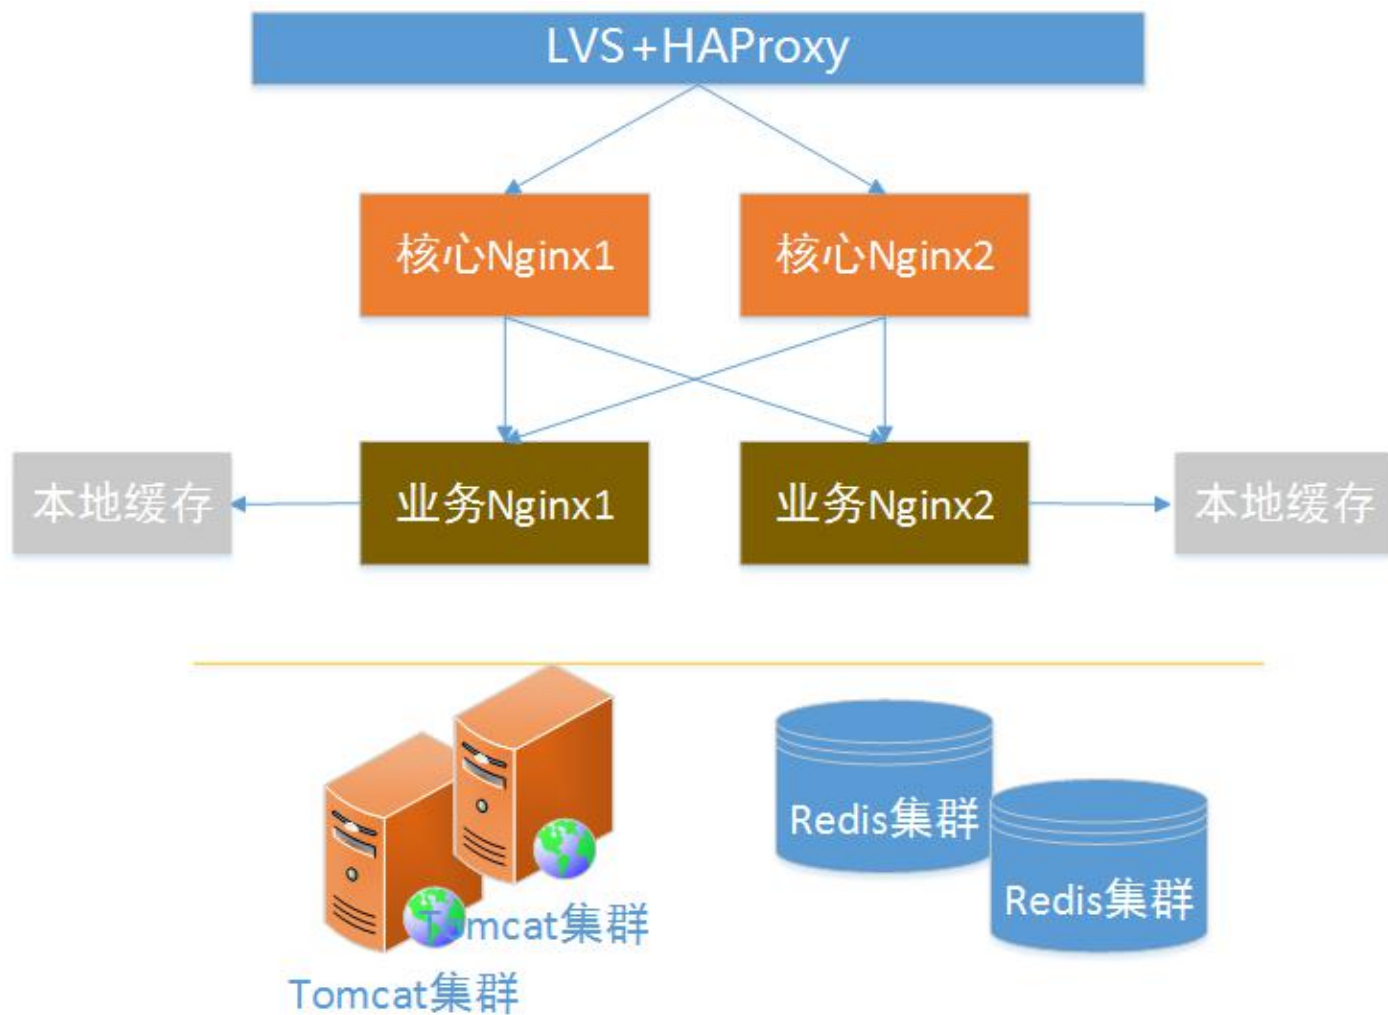 LVS+HAProxy
核心Nginx1
核心Nginx2
本地缓存
业务Nginx1
业务Nginx2
本地缓存
Redis集群
Redis集群
Tomcat集群
Tomcat集群